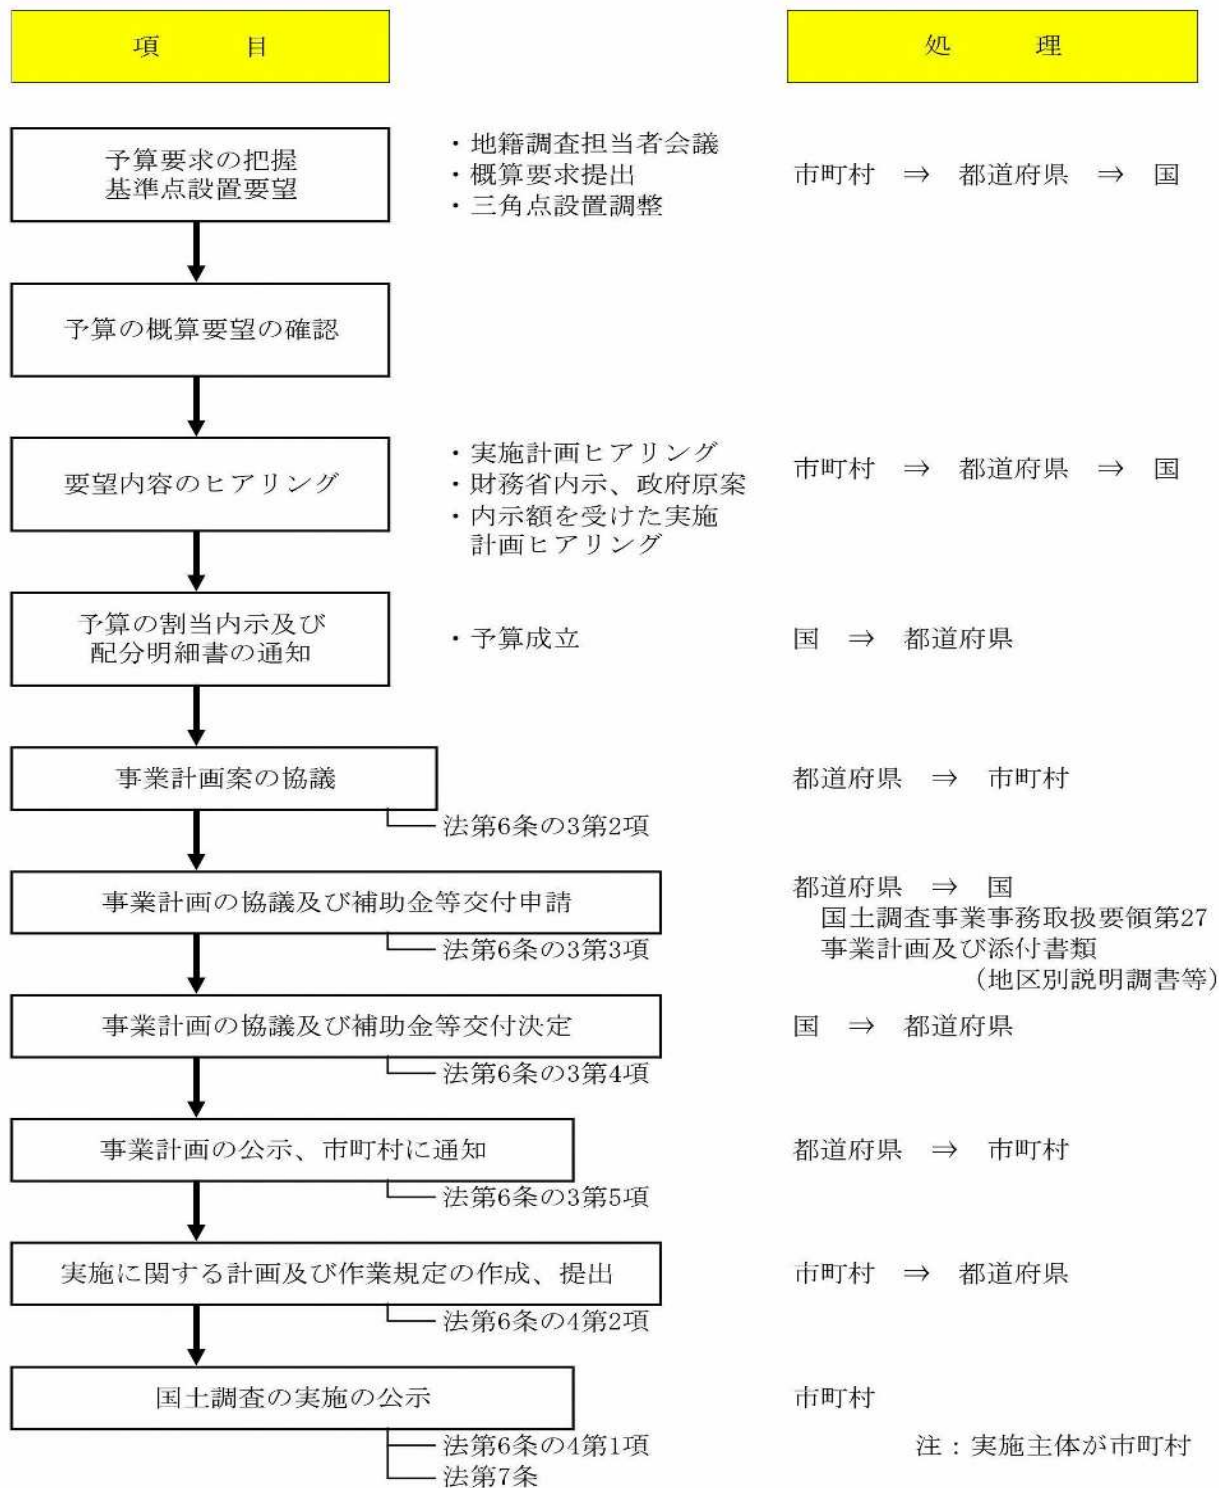 項　目
処　理
予算要求の把握
基準点設置要望
・地籍調査担当者会議
・概算要求提出
・三角点設置調整
市町村 ⇒ 都道府県 ⇒ 国
予算の概算要望の確認
要望内容のヒアリング
・実施計画ヒアリング
・財務省内示、政府原案
・内示額を受けた実施
計画ヒアリング
市町村 ⇒ 都道府県 ⇒ 国
予算の割当内示及び
配分明細書の通知
・予算成立
国 ⇒ 都道府県
事業計画案の協議
都道府県 ⇒ 市町村
法第6条の3第2項
事業計画の協議及び補助金等交付申請
都道府県 ⇒ 国
国土調査事業事務取扱要領第27
事業計画及び添付書類
（地区別説明調書等）
法第6条の3第3項
事業計画の協議及び補助金等交付決定
国 ⇒ 都道府県
法第6条の3第4項
事業計画の公示、市町村に通知
都道府県 ⇒ 市町村
法第6条の3第5項
実施に関する計画及び作業規定の作成、提出
市町村 ⇒ 都道府県
法第6条の4第2項
国土調査の実施の公示
市町村
法第6条の4第1項
法第7条
注：実施主体が市町村